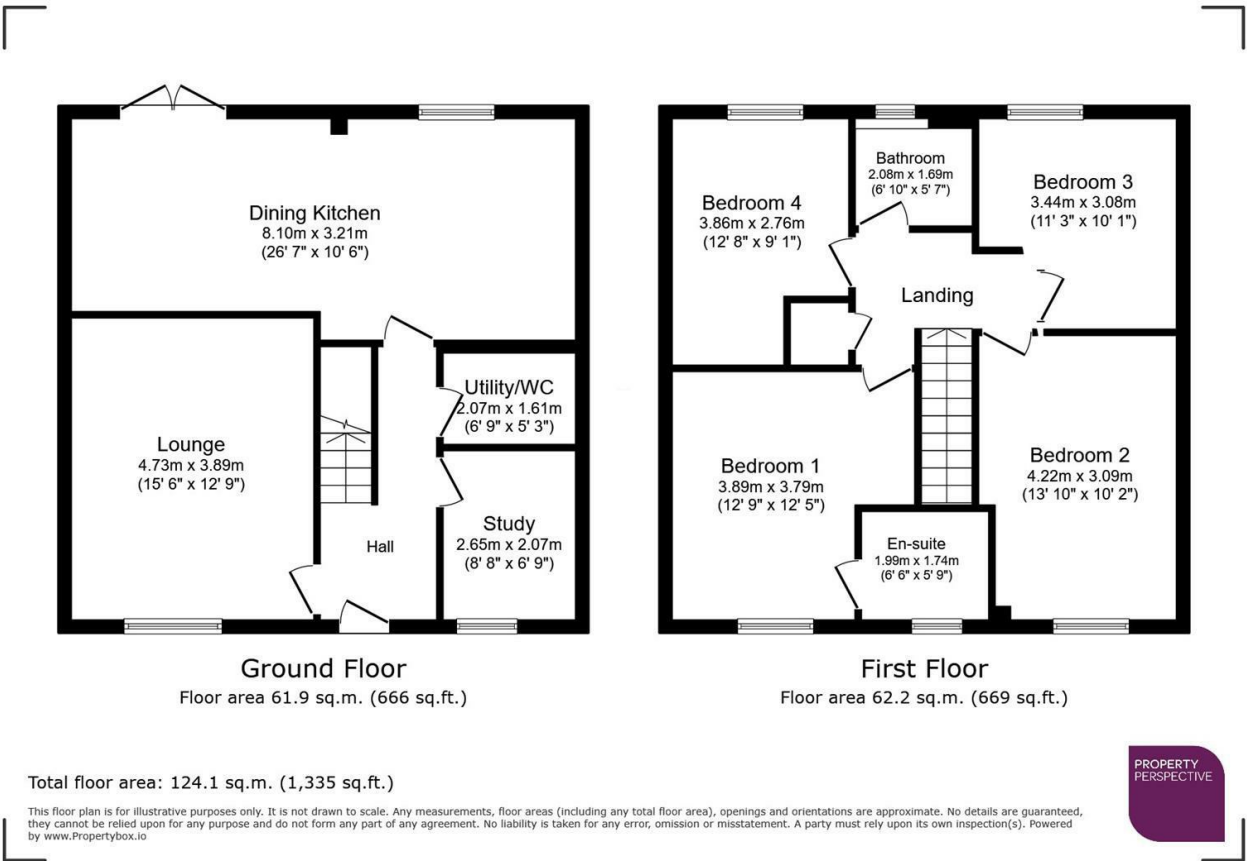 Dining Kitchen
8.10m x 3.21m
(26' 7" x 10' 6")
Lounge
4.73m x 3.89m
(15' 6" x 12' 9")
Utility/WC
2.07m x 1.61m
(6' 9" x 5' 3")
Study
2.65m x 2.07m
(8' 8" x 6' 9")
Hall
Ground Floor
Floor area 61.9 sq.m. (666 sq.ft.)
Bedroom 4
3.86m x 2.76m
(12' 8" x 9' 1")
Bathroom
2.08m x 1.69m
(6' 10" x 5' 7")
Bedroom 3
3.44m x 3.08m
(11' 3" x 10' 1")
Landing
Bedroom 1
3.89m x 3.79m
(12' 9" x 12' 5")
Bedroom 2
4.22m x 3.09m
(13' 10" x 10' 2")
En-suite
1.99m x 1.74m
(6' 6" x 5' 9")
First Floor
Floor area 62.2 sq.m. (669 sq.ft.)
Total floor area: 124.1 sq.m. (1,335 sq.ft.)
This floor plan is for illustrative purposes only. It is not drawn to scale. Any measurements, floor areas (including any total floor area), openings and orientations are approximate. No details are guaranteed,
they cannot be relied upon for any purpose and do not form any part of any agreement. No liability is taken for any error, omission or misstatement. A party must rely upon its own inspection(s). Powered
by www.Propertybox.io
PROPERTY
PERSPECTIVE